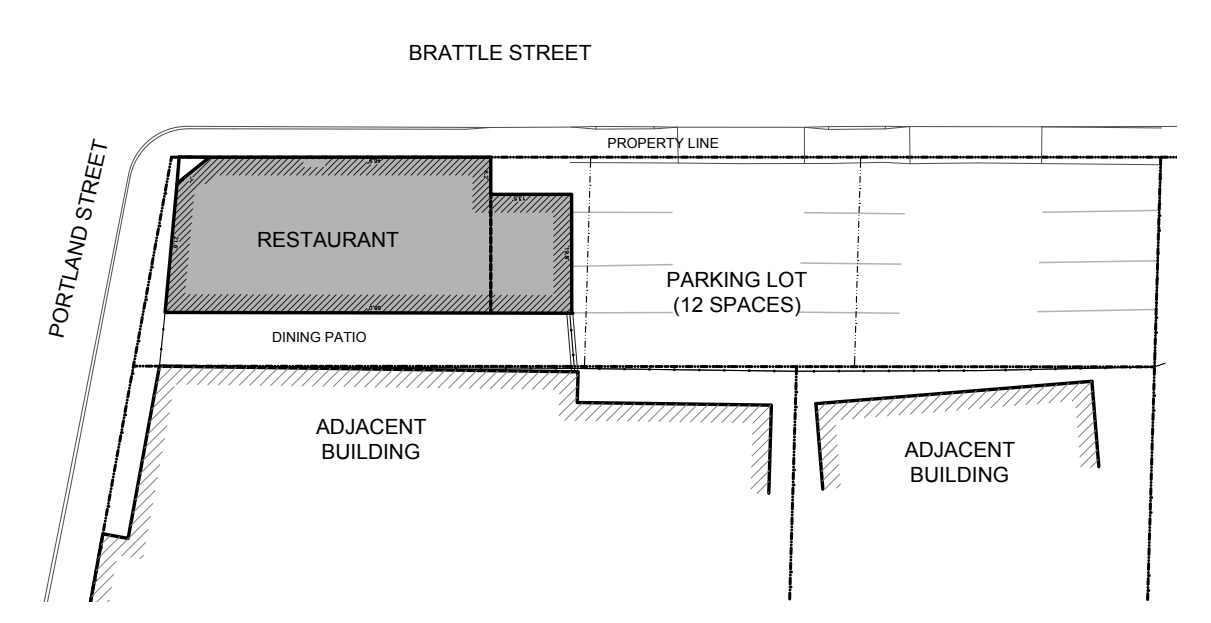 BRATTLE STREET
PROPERTY LINE
PORTLAND STREET
RESTAURANT
PARKING LOT
(12 SPACES)
DINING PATIO
ADJACENT
BUILDING
ADJACENT
BUILDING